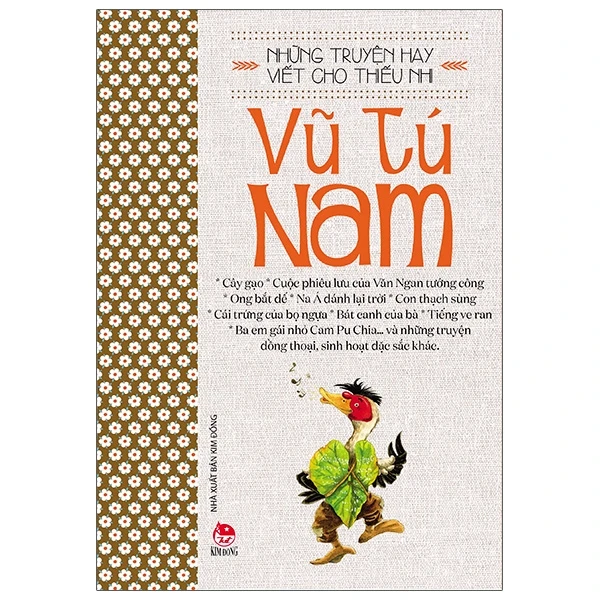 NHỮNG TRUYỆN HAY
VIẾT CHO THIẾU NHI
Vũ Tú
Nam
* Cây gạo * Cuộc phiêu lưu của Văn Ngan tướng công
* Ong bắt dế * Na Á đánh lại trời * Con thạch sùng
* Cái trứng của bọ ngựa * Bát canh của bà * Tiếng ve ran
* Ba em gái nhỏ Cam Pu Chia... và những truyện
đồng thoại, sinh hoạt đặc sắc khác.
NHÀ XUẤT BẢN KIM ĐỒNG
KIM ĐỒNG